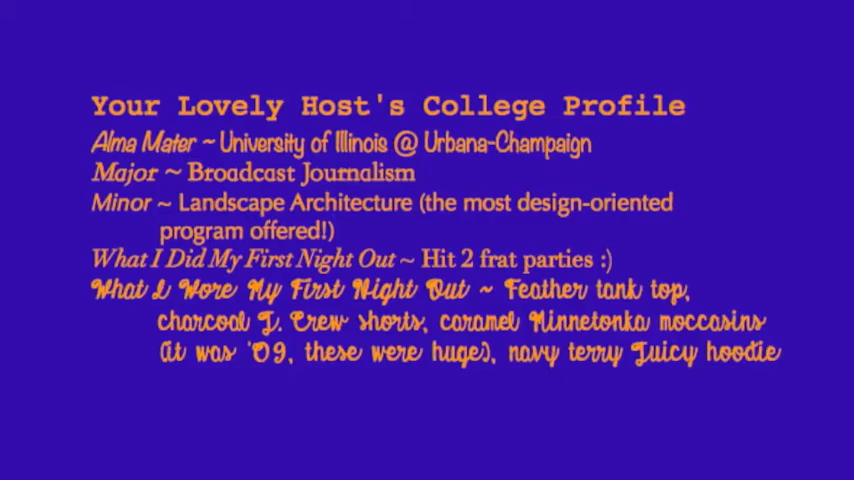 Your Lovely Host's College Profile
Alma Mater ~ University of Illinois @ Urbana-Champaign
Major ~ Broadcast Journalism
Minor ~ Landscape Architecture (the most design-oriented
program offered!)
What I Did My First Night Out ~ Hit 2 frat parties :)
What I Wore My First Night Out ~ Feather tank top,
charcoal J. Crew shorts, caramel Minnetonka moccasins
(it was '09, these were huge), navy terry Juicy hoodie